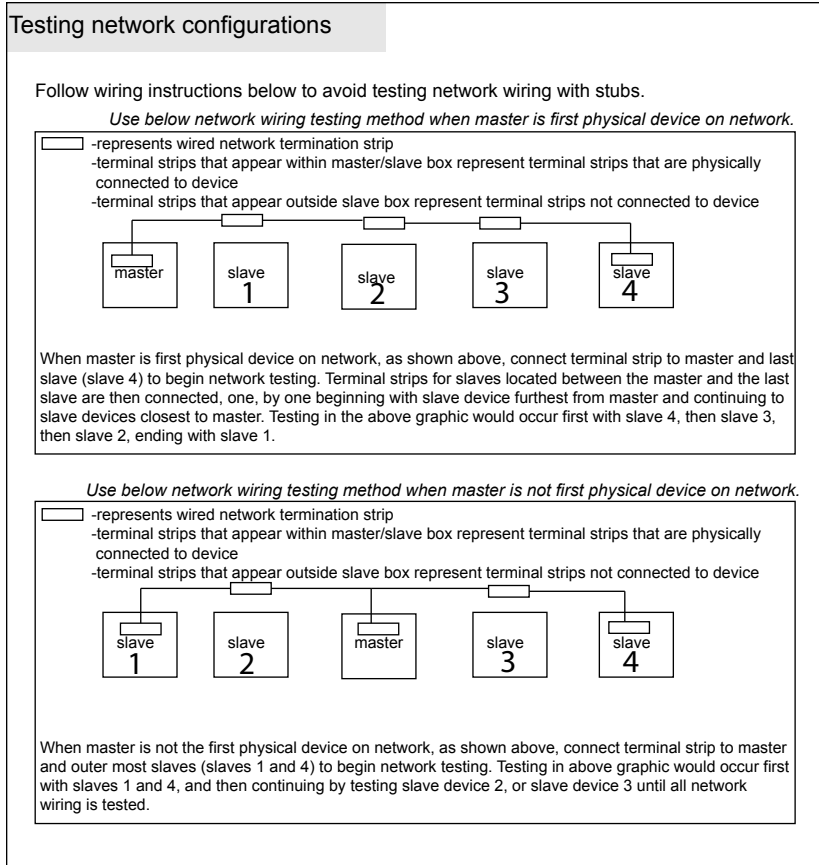 Testing network configurations
Follow wiring instructions below to avoid testing network wiring with stubs.
Use below network wiring testing method when master is first physical device on network.
-represents wired network termination strip
-terminal strips that appear within master/slave box represent terminal strips that are physically
connected to device
-terminal strips that appear outside slave box represent terminal strips not connected to device
master
slave
1
slave
2
slave
3
slave
4
When master is first physical device on network, as shown above, connect terminal strip to master and last
slave (slave 4) to begin network testing. Terminal strips for slaves located between the master and the last
slave are then connected, one, by one beginning with slave device furthest from master and continuing to
slave devices closest to master. Testing in the above graphic would occur first with slave 4, then slave 3,
then slave 2, ending with slave 1.
Use below network wiring testing method when master is not first physical device on network.
-represents wired network termination strip
-terminal strips that appear within master/slave box represent terminal strips that are physically
connected to device
-terminal strips that appear outside slave box represent terminal strips not connected to device
slave
1
slave
2
master
slave
3
slave
4
When master is not the first physical device on network, as shown above, connect terminal strip to master
and outer most slaves (slaves 1 and 4) to begin network testing. Testing in above graphic would occur first
with slaves 1 and 4, and then continuing by testing slave device 2, or slave device 3 until all network
wiring is tested.